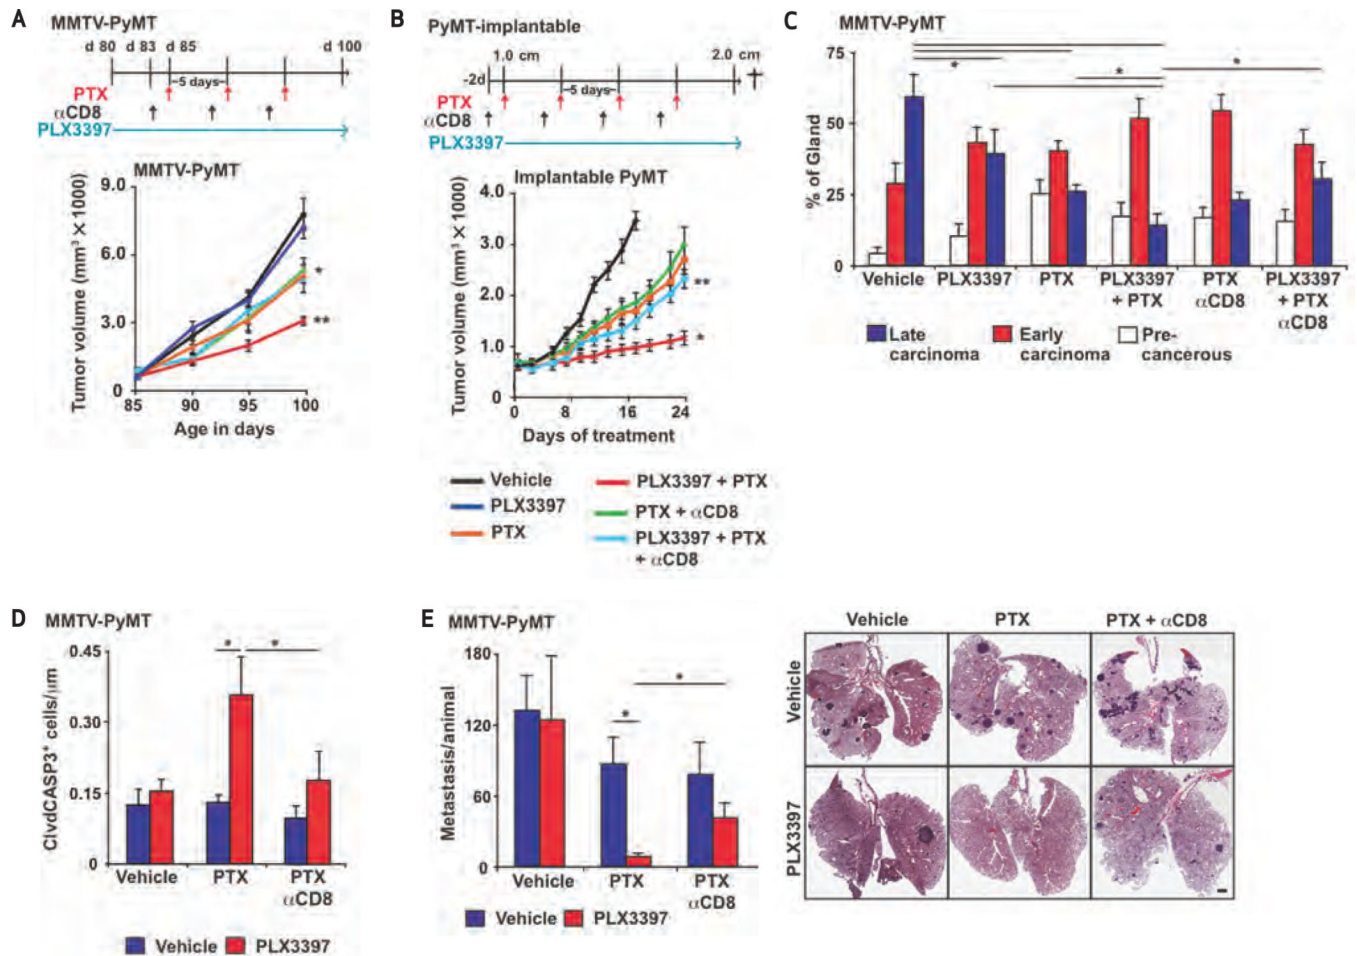 A
MMTV-PyMT
d 80 d 83 d 85 d 100
5 days
PTX
αCD8
PLX3397
MMTV-PyMT
Tumor volume (mm³ × 1000)
9.0
6.0
3.0
0
*
**
85 90 95 100
Age in days
B
PyMT-implantable
1.0 cm 2.0 cm
-2d
5 days
PTX
αCD8
PLX3397
Implantable PyMT
Tumor volume (mm³ × 1000)
4.0
3.0
2.0
1.0
0
**
*
0 8 16 24
Days of treatment
Vehicle
PLX3397
PTX
PLX3397 + PTX
PTX + αCD8
PLX3397 + PTX
+ αCD8
C
MMTV-PyMT
% of Gland
75
50
25
0
* * *
Vehicle PLX3397 PTX PLX3397 PTX PLX3397
+ PTX αCD8 + PTX
αCD8
Late Early Pre-
carcinoma carcinoma cancerous
D
MMTV-PyMT
ClvdCASP3⁺ cells/μm
0.45
0.30
0.15
0
* *
Vehicle PTX PTX
αCD8
Vehicle PLX3397
E
MMTV-PyMT
Metastasis/animal
180
120
60
0
*
*
Vehicle PTX PTX
αCD8
Vehicle PLX3397
Vehicle PTX PTX + αCD8
Vehicle
PLX3397